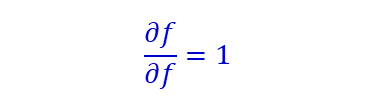 ∂f/∂f = 1